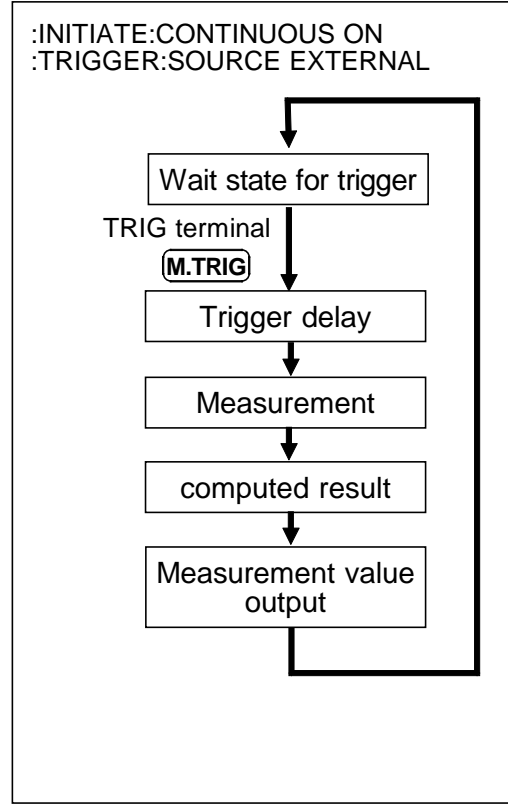 :INITIATE:CONTINUOUS ON
:TRIGGER:SOURCE EXTERNAL
Wait state for trigger
TRIG terminal
M.TRIG
Trigger delay
Measurement
computed result
Measurement value
output